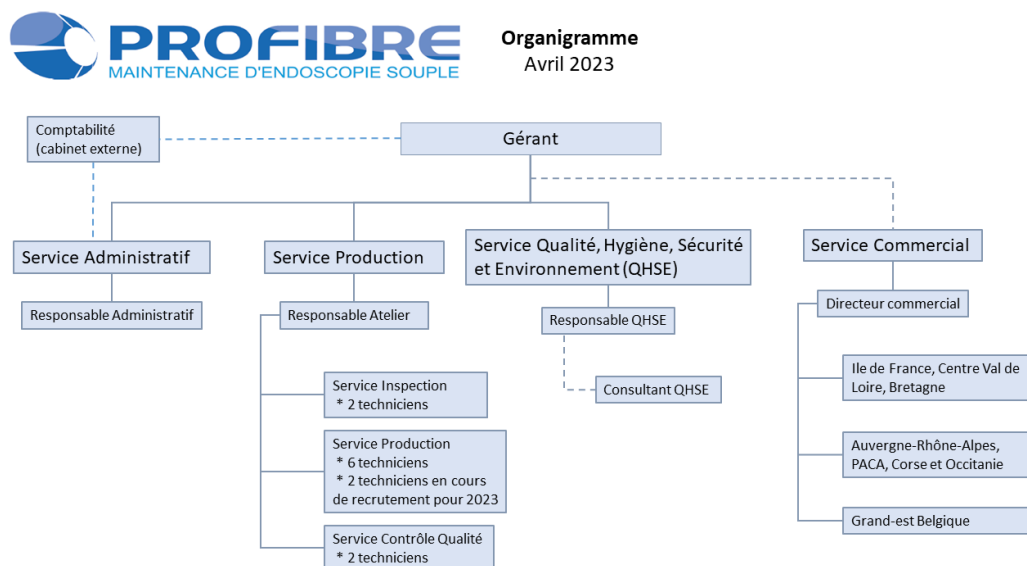 PROFIBRE
MAINTENANCE D'ENDOSCOPIE SOUPLE
Organigramme
Avril 2023
Comptabilité
(cabinet externe)
Gérant
Service Administratif
Service Production
Service Qualité, Hygiène, Sécurité
et Environnement (QHSE)
Service Commercial
Responsable Administratif
Responsable Atelier
Responsable QHSE
Directeur commercial
Service Inspection
* 2 techniciens
Consultant QHSE
Ile de France, Centre Val de
Loire, Bretagne
Service Production
* 6 techniciens
* 2 techniciens en cours
de recrutement pour 2023
Auvergne-Rhône-Alpes,
PACA, Corse et Occitanie
Service Contrôle Qualité
* 2 techniciens
Grand-est Belgique